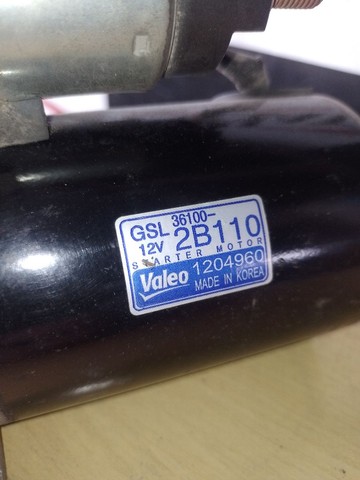 GSL 36100-
12V 2B110
STARTER MOTOR
Valeo 1204960
MADE IN KOREA